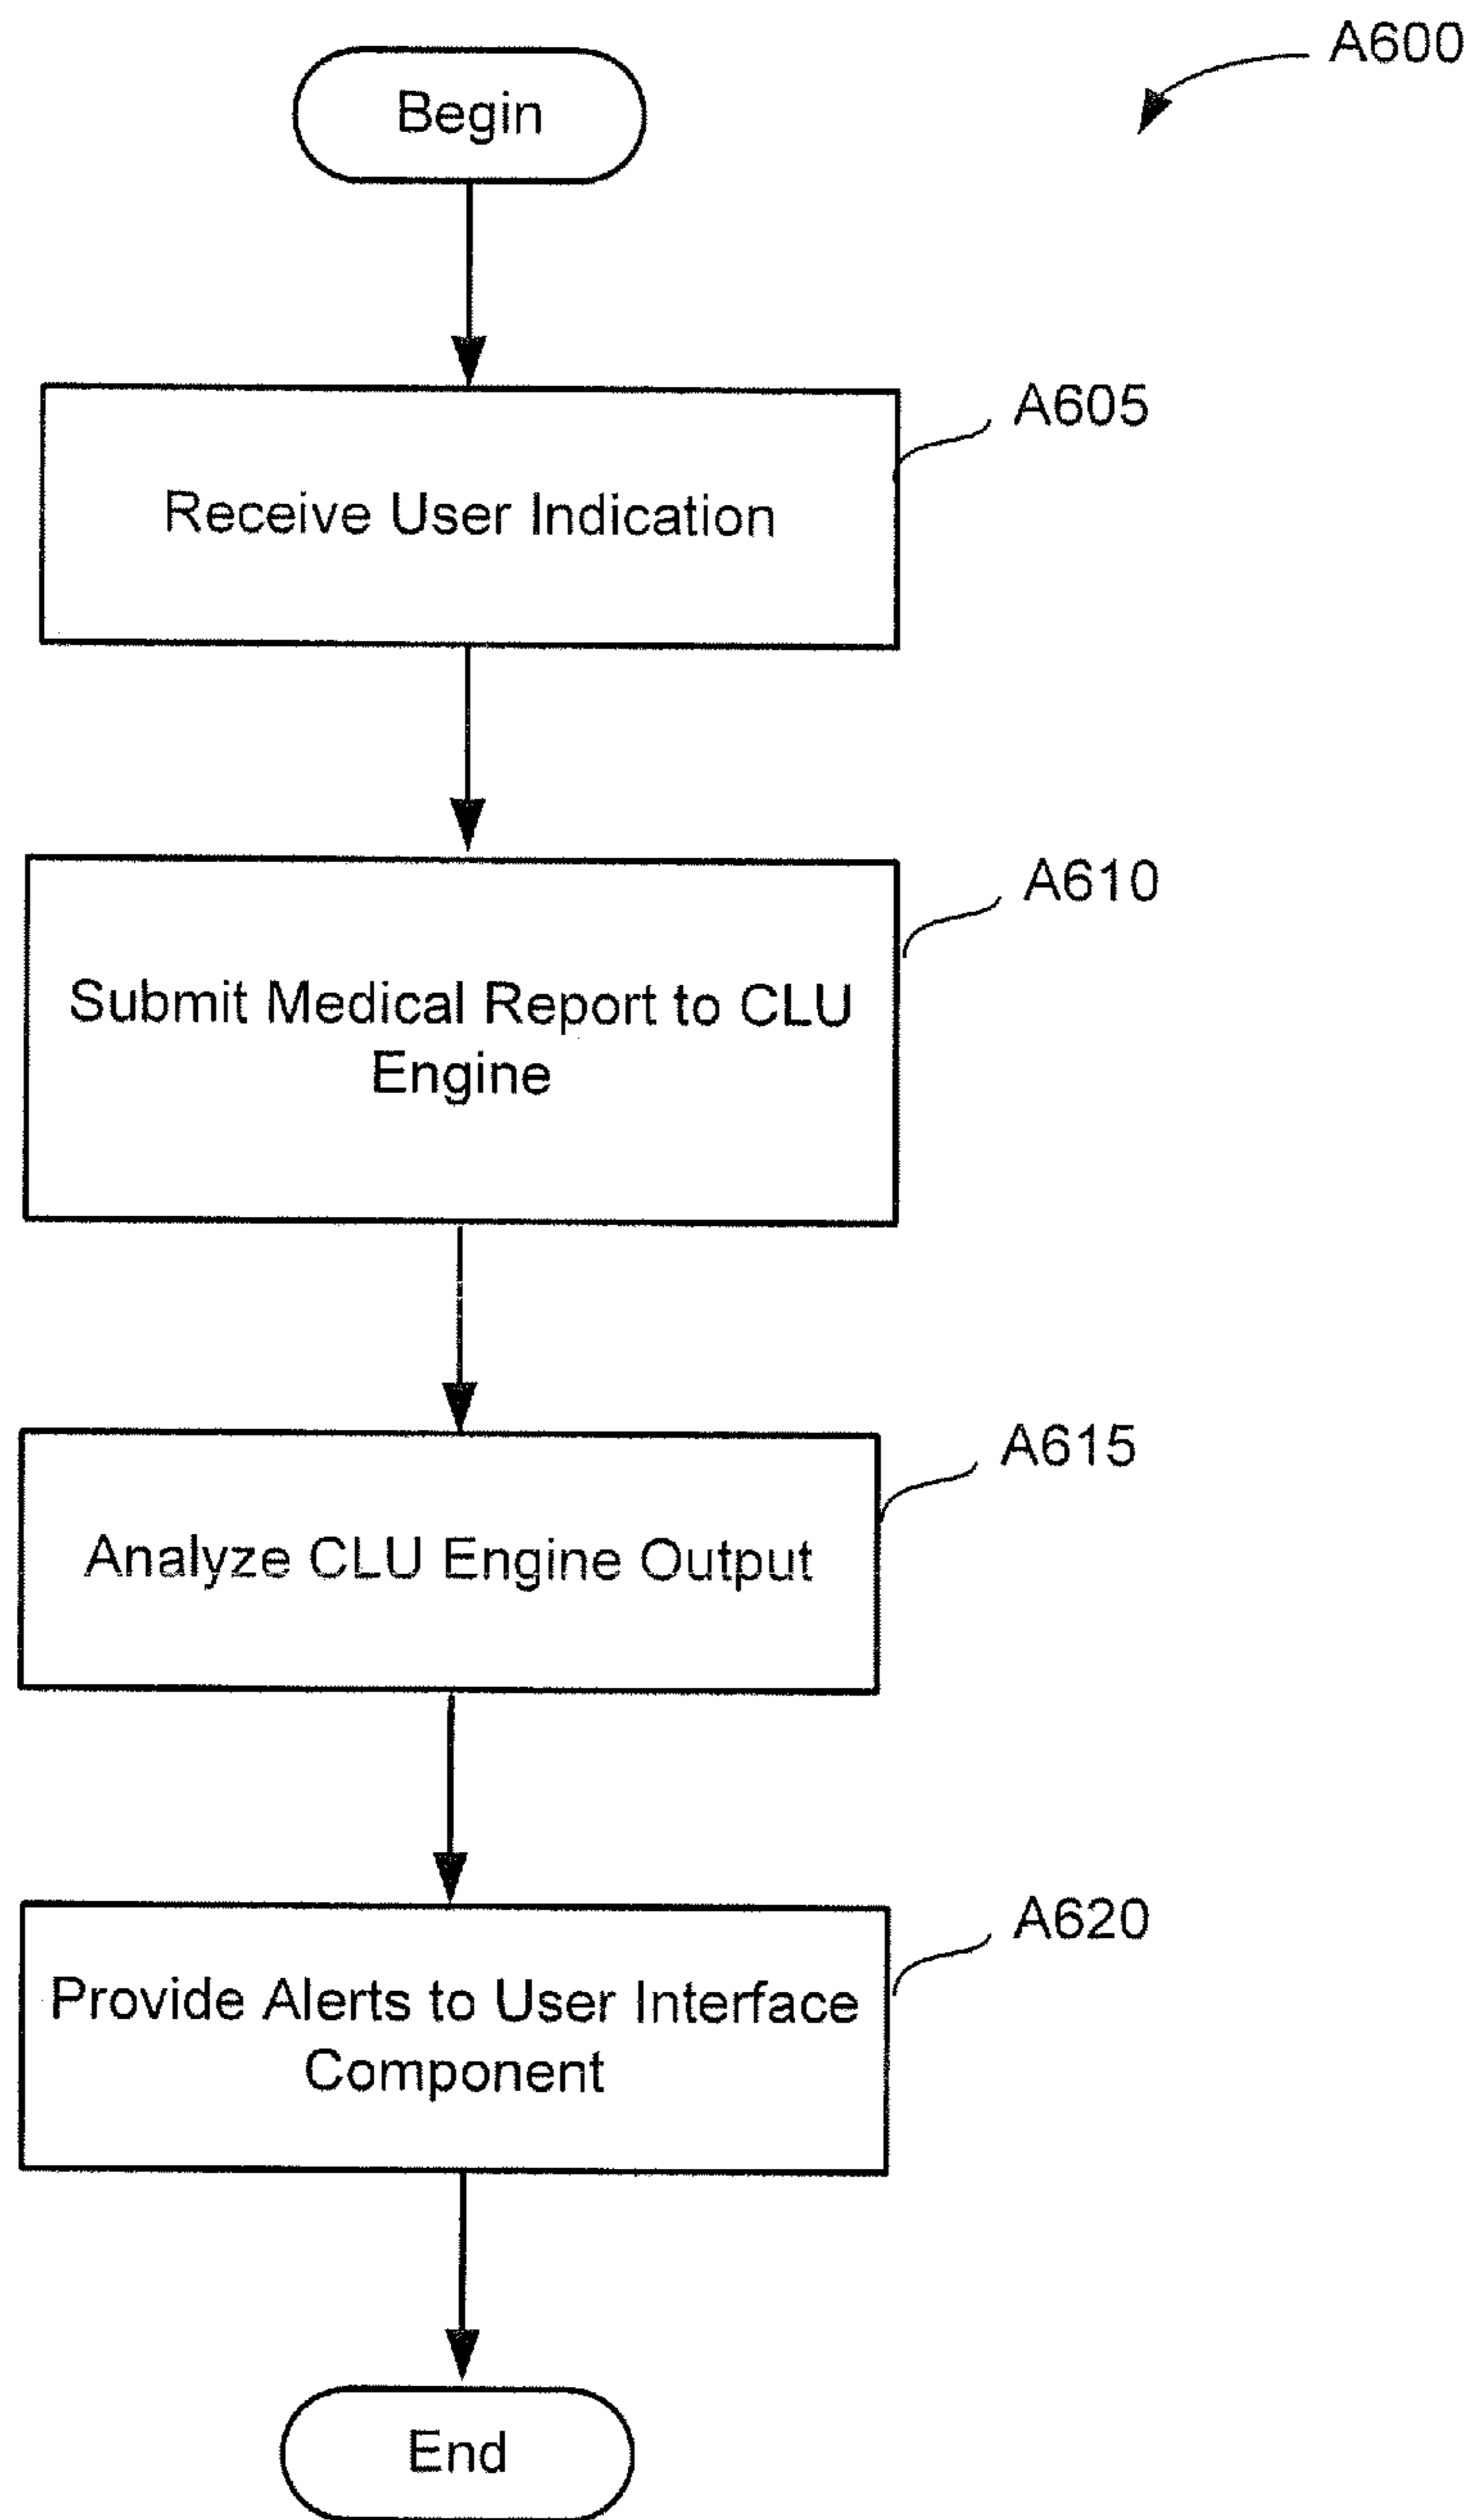 A600
Begin
A605
Receive User Indication
A610
Submit Medical Report to CLU
Engine
A615
Analyze CLU Engine Output
A620
Provide Alerts to User Interface
Component
End